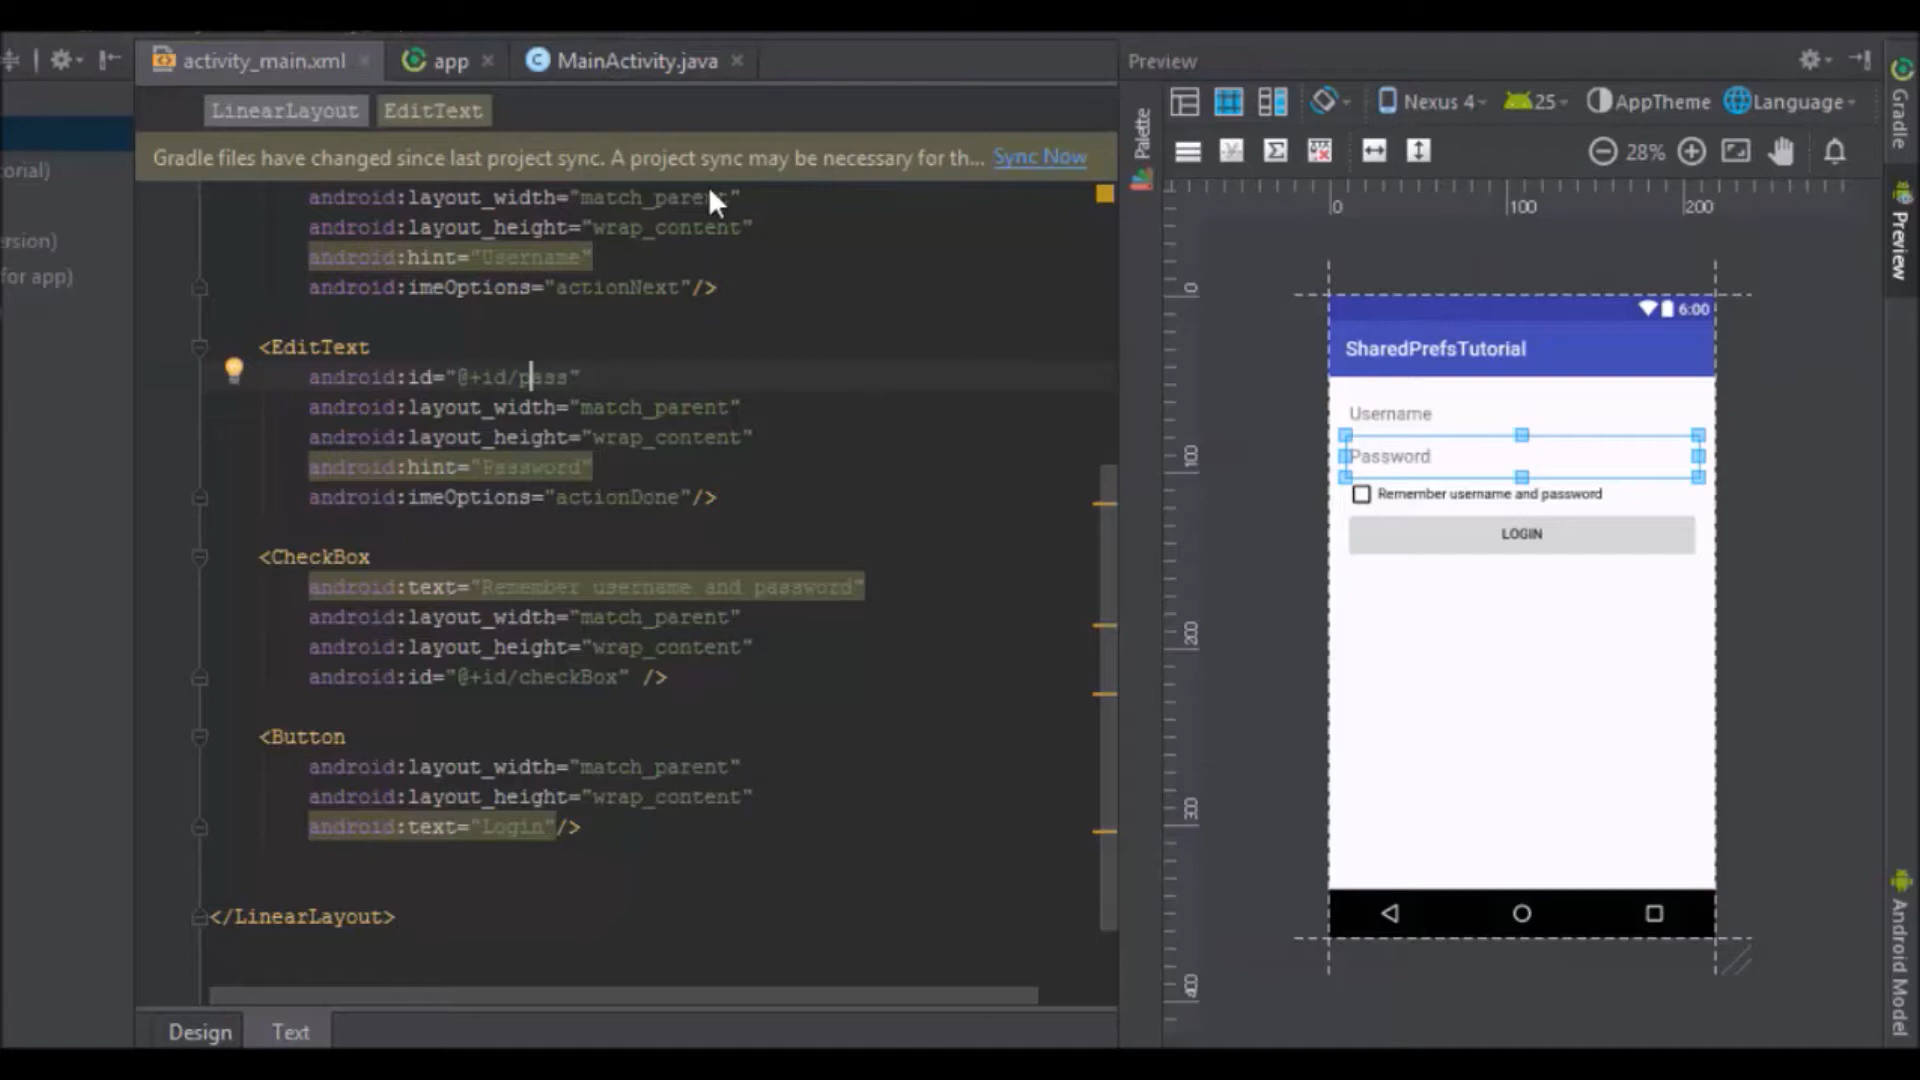 activity_main.xml
app
MainActivity.java
Preview
LinearLayout
EditText
Nexus 4
25
AppTheme
Language
Gradle files have changed since last project sync. A project sync may be necessary for th...
Sync Now
28%
android:layout_width="match_parent"
android:layout_height="wrap_content"
android:hint="Username"
android:imeOptions="actionNext"/>
<EditText
android:id="@+id/pass"
android:layout_width="match_parent"
android:layout_height="wrap_content"
android:hint="Password"
android:imeOptions="actionDone"/>
<CheckBox
android:text="Remember username and password"
android:layout_width="match_parent"
android:layout_height="wrap_content"
android:id="@+id/checkBox" />
<Button
android:layout_width="match_parent"
android:layout_height="wrap_content"
android:text="Login"/>
</LinearLayout>
Design
Text
orial)
ersion)
for app)
Palette
0
100
200
0
100
200
300
400
6:00
SharedPrefsTutorial
Username
Password
Remember username and password
LOGIN
Gradle
Preview
Android Model